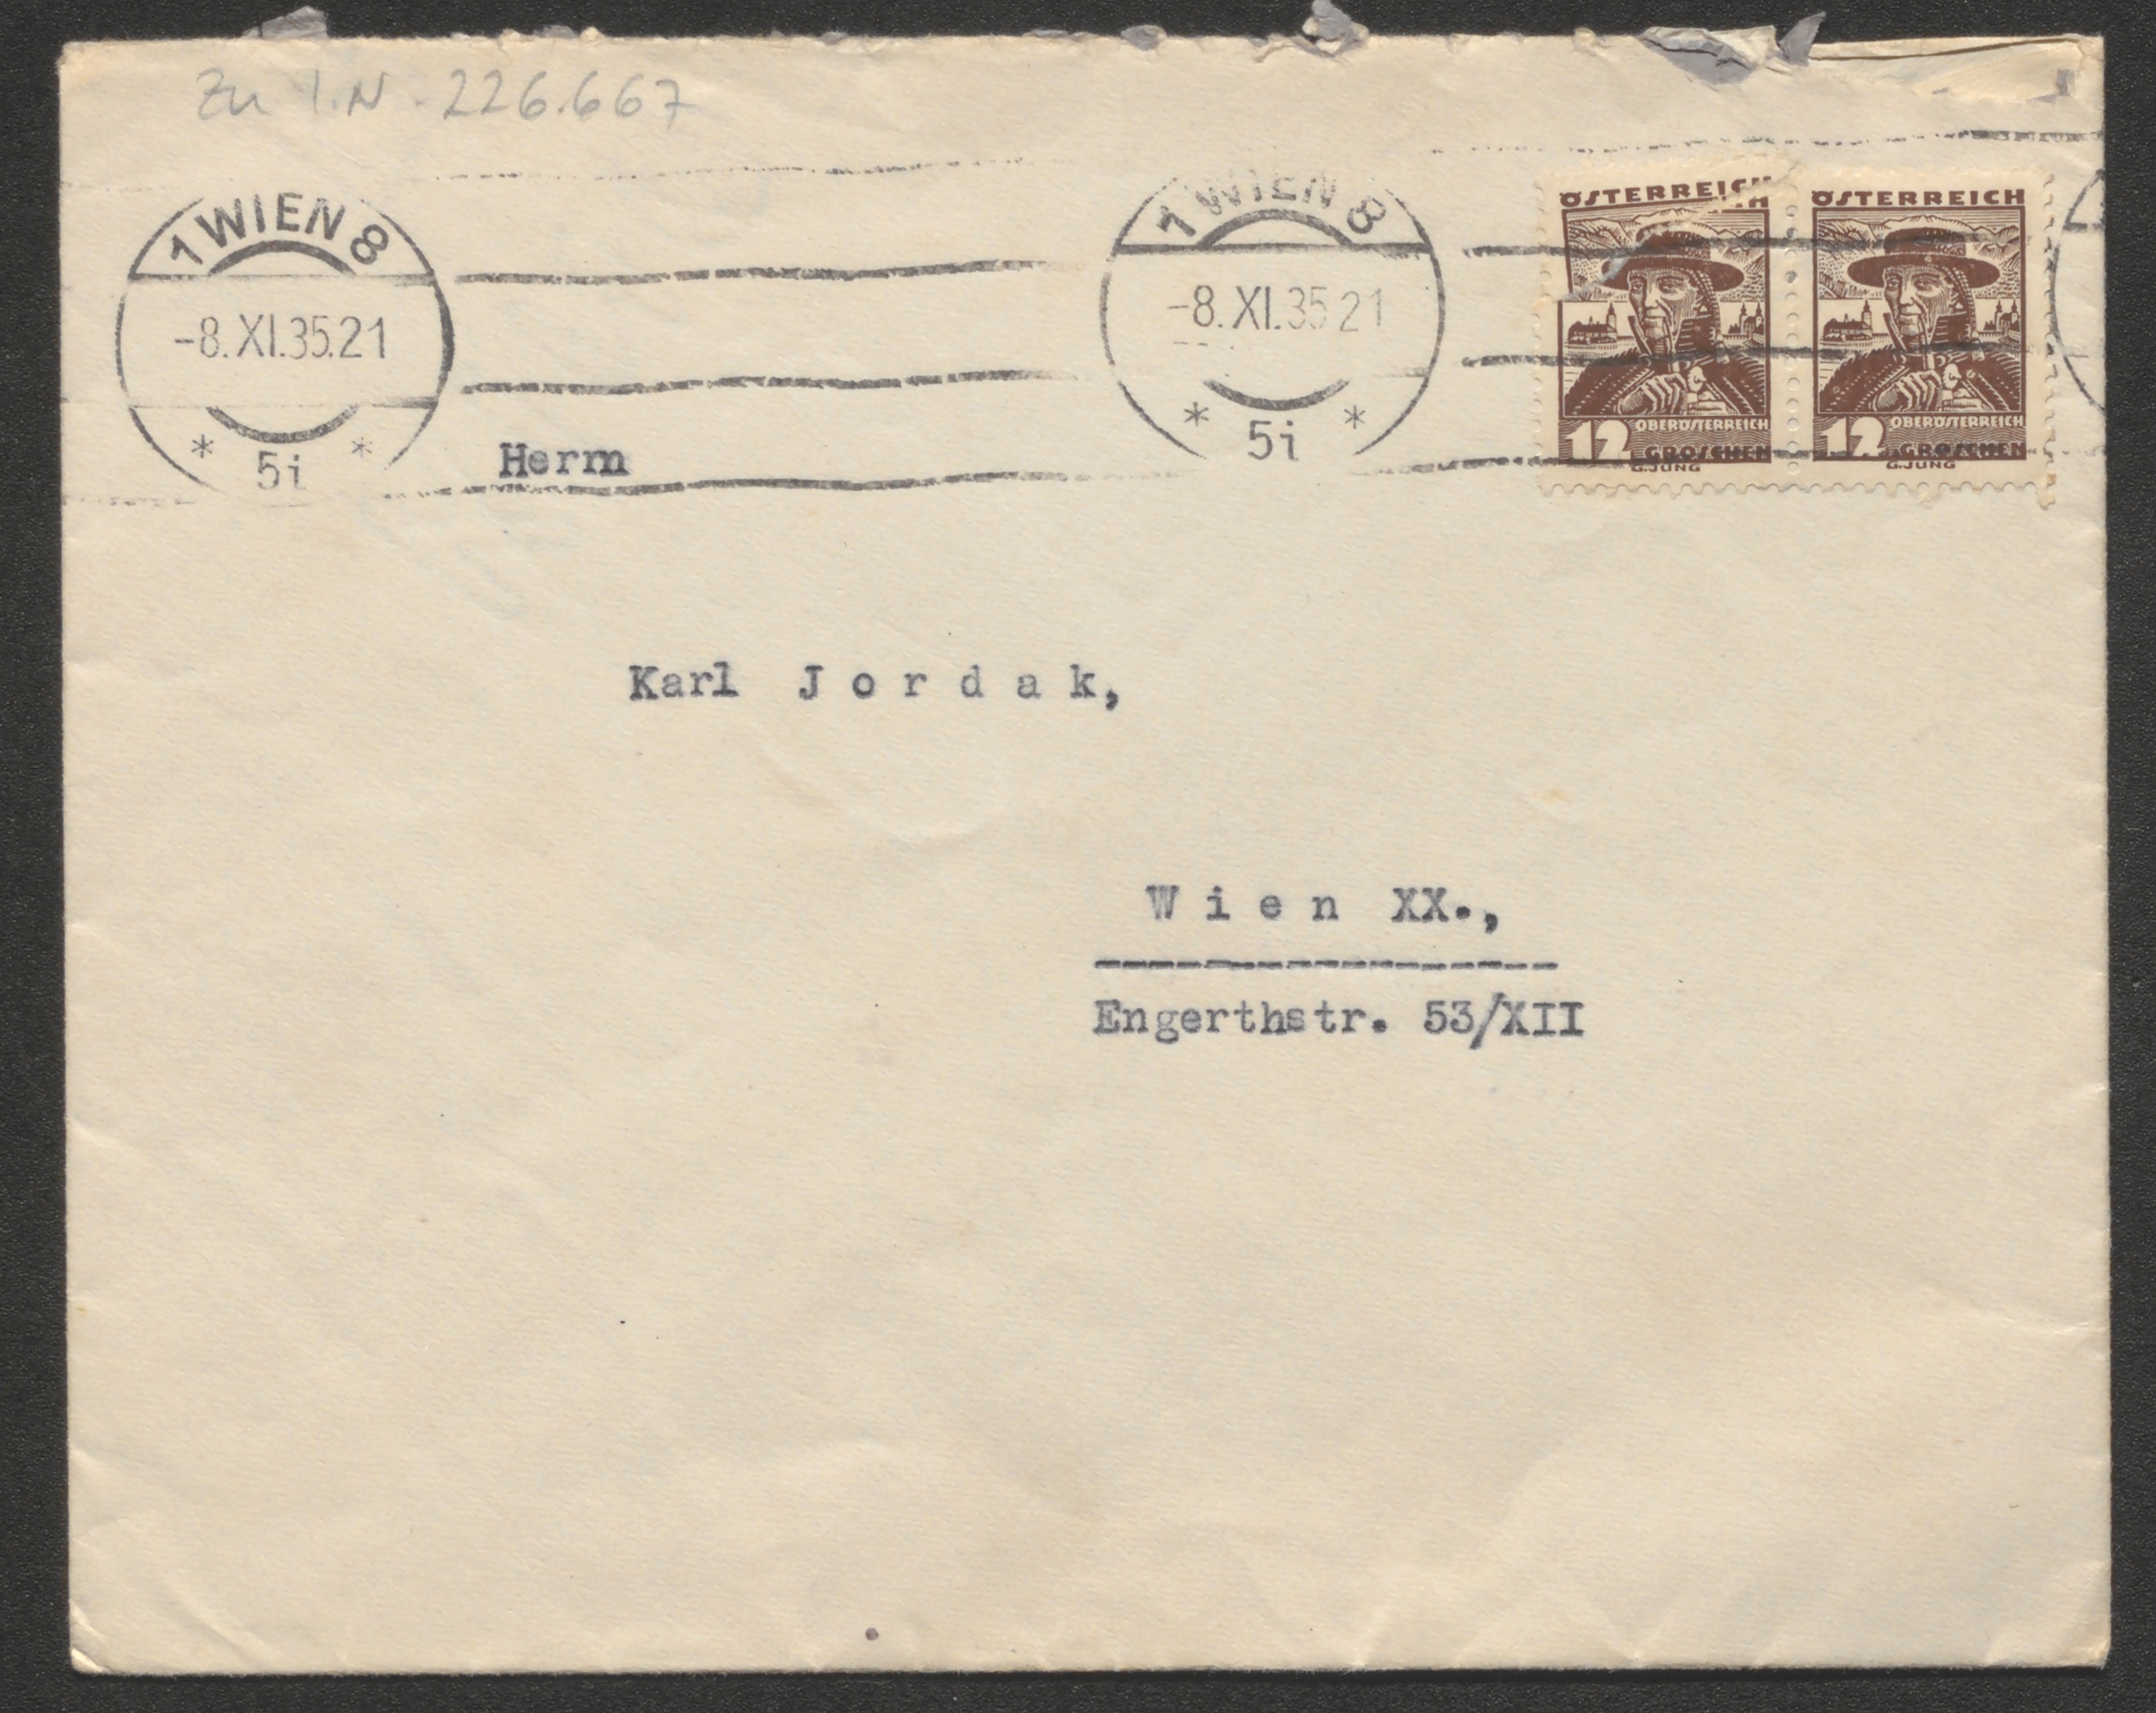 Zu I.N. 226.667
1 WIEN 8
-8.XI.35.21
* 5i *
1 WIEN 8
-8.XI.35 21
* 5i *
ÖSTERREICH
12 OBERÖSTERREICH
GROSCHEN
G.JUNG
ÖSTERREICH
12 OBERÖSTERREICH
GROSCHEN
G.JUNG
Herrn
Karl J o r d a k,
W i e n XX.,
Engerthstr. 53/XII